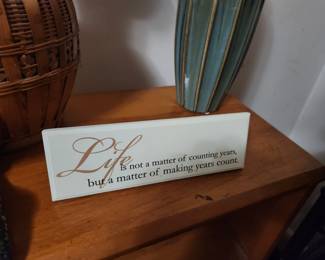 Life is not a matter of counting years,
but a matter of making years count.